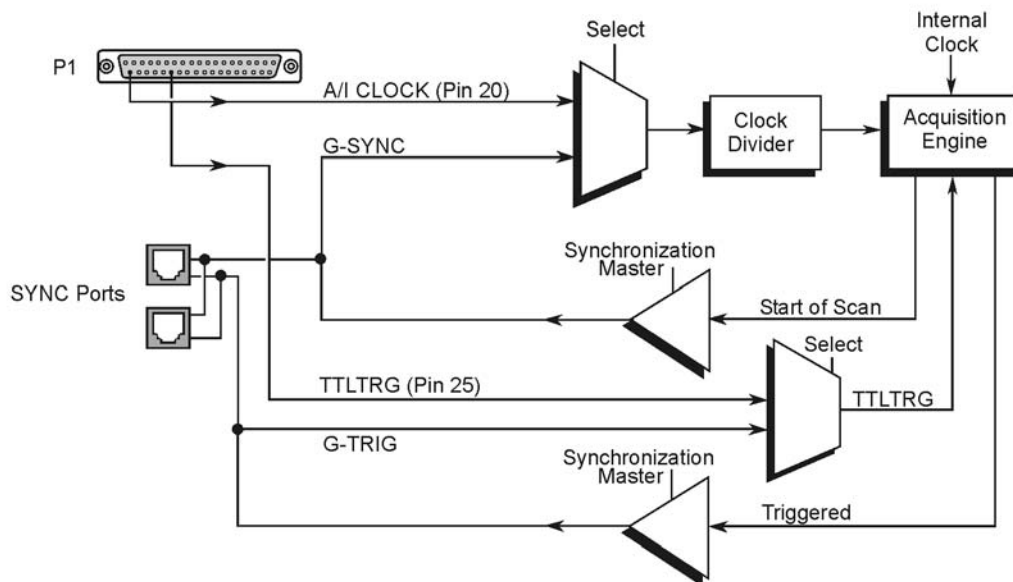 P1
A/I CLOCK (Pin 20)
G-SYNC
Select
Clock
Divider
Internal
Clock
Acquisition
Engine
SYNC Ports
Synchronization
Master
Start of Scan
TTLTRG (Pin 25)
G-TRIG
Select
TTLTRG
Synchronization
Master
Triggered